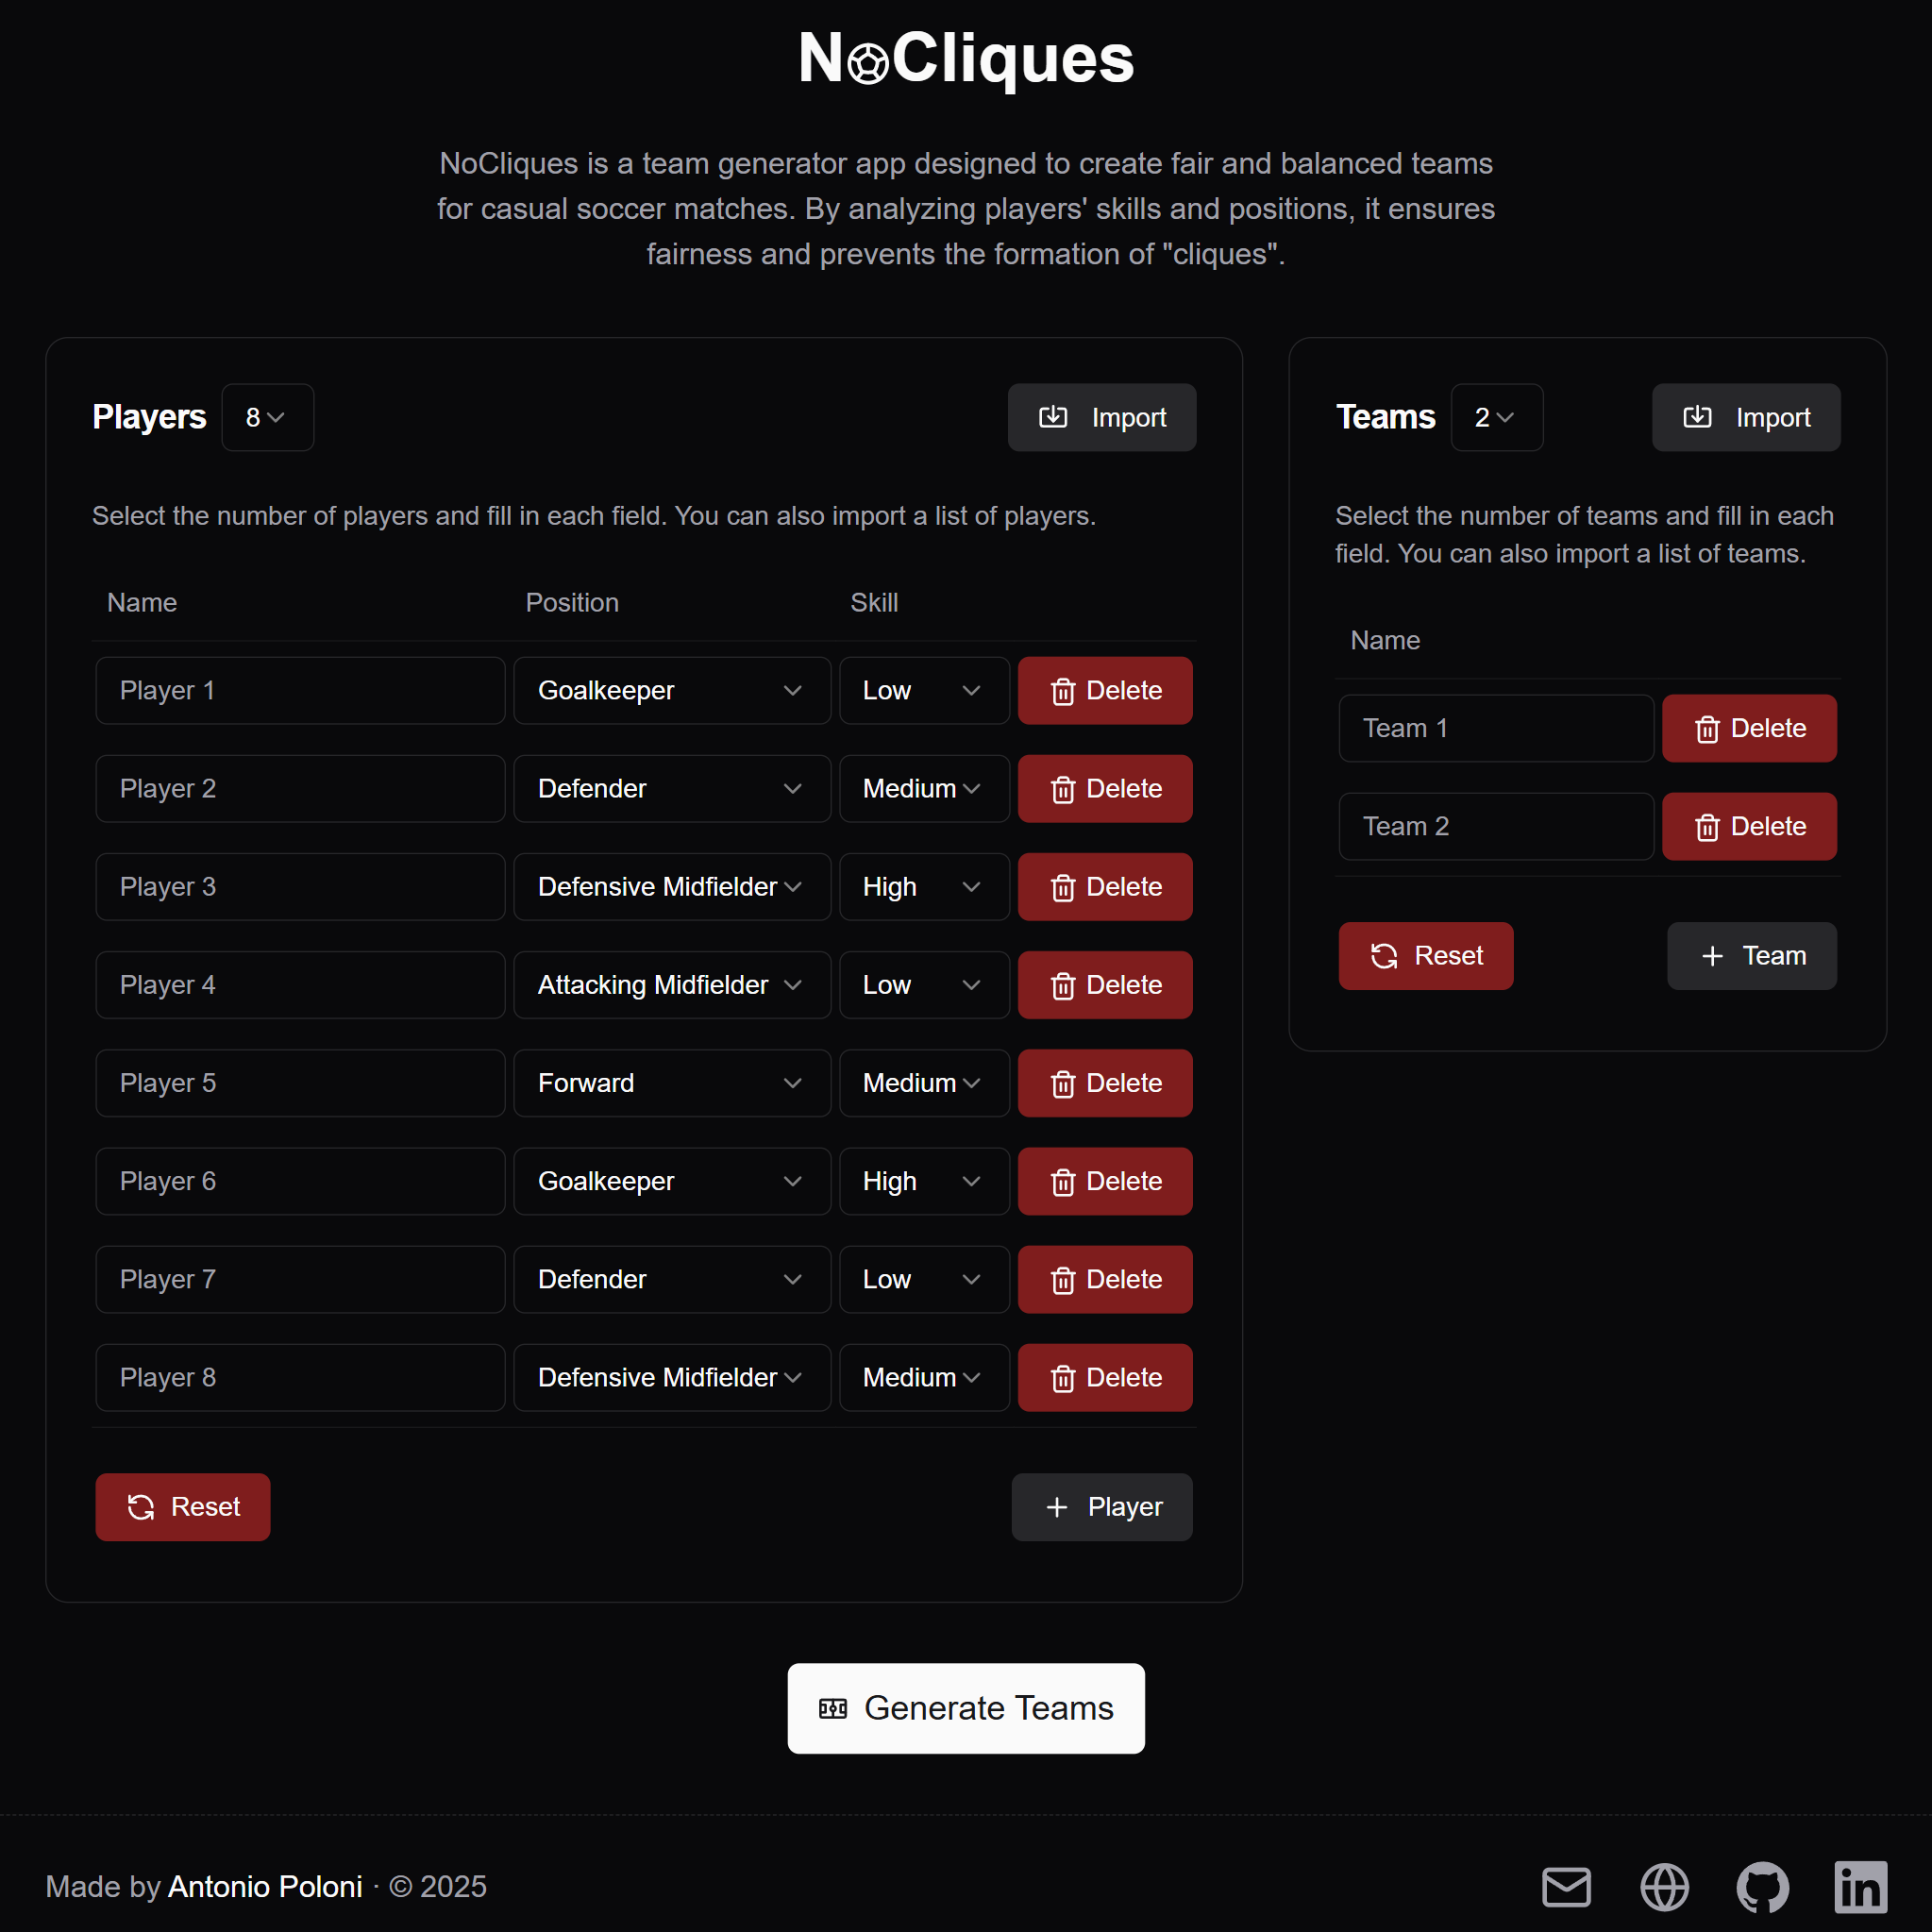 NoCliques
NoCliques is a team generator app designed to create fair and balanced teams
for casual soccer matches. By analyzing players' skills and positions, it ensures
fairness and prevents the formation of "cliques".
Players 8 Import
Select the number of players and fill in each field. You can also import a list of players.
Name Position Skill
Player 1 Goalkeeper Low Delete
Player 2 Defender Medium Delete
Player 3 Defensive Midfielder High Delete
Player 4 Attacking Midfielder Low Delete
Player 5 Forward Medium Delete
Player 6 Goalkeeper High Delete
Player 7 Defender Low Delete
Player 8 Defensive Midfielder Medium Delete
Reset Player
Teams 2 Import
Select the number of teams and fill in each
field. You can also import a list of teams.
Name
Team 1 Delete
Team 2 Delete
Reset Team
Generate Teams
Made by Antonio Poloni · © 2025